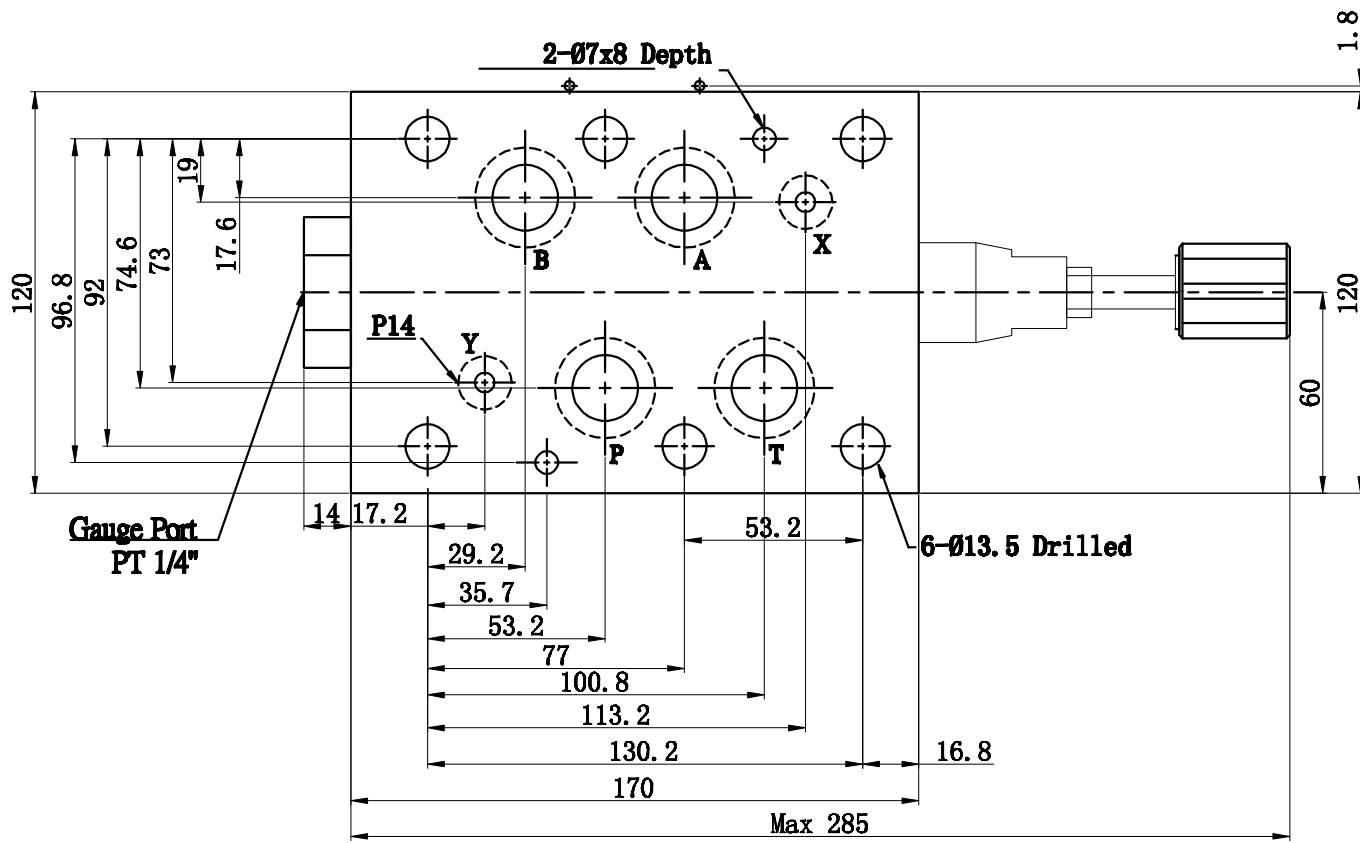 1.8
2-Ø7x8 Depth
19
17.6
X
B
A
73
74.6
92
96.8
120
120
P14
Y
60
P
T
14
17.2
53.2
Gauge Port
PT 1/4"
29.2
6-Ø13.5 Drilled
35.7
53.2
77
100.8
113.2
130.2
16.8
170
Max 285